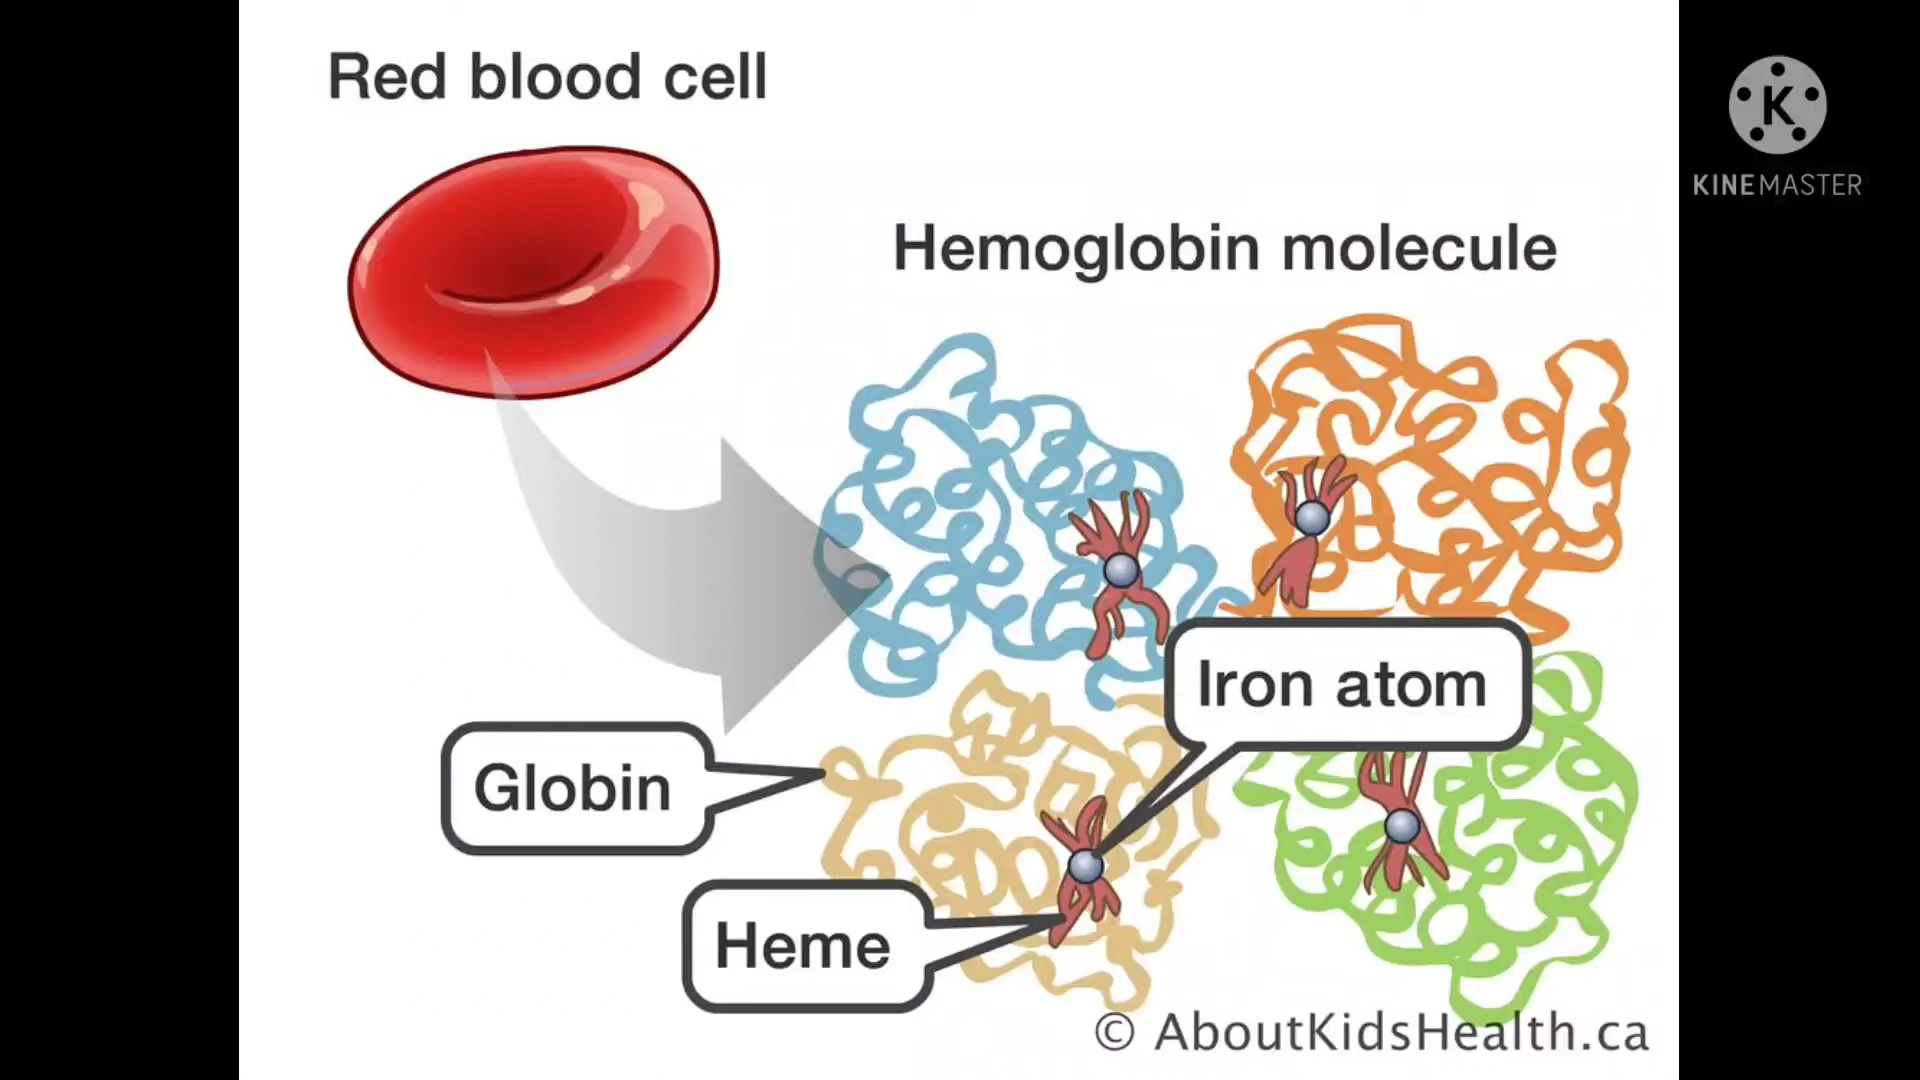 Red blood cell
K
KINEMASTER
Hemoglobin molecule
Iron atom
Globin
Heme
© AboutKidsHealth.ca